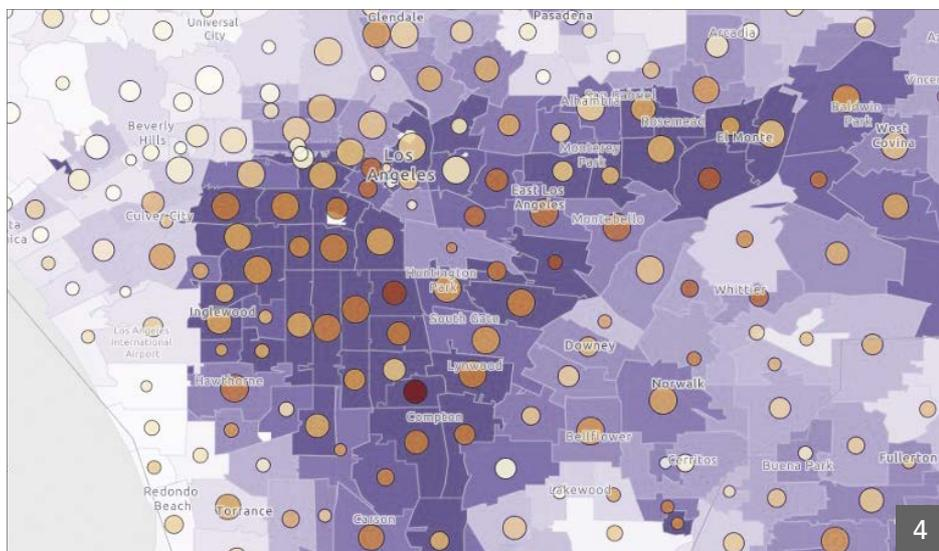 Glendale
Pasadena
Universal
City
Arcadia
San Gabriel
Alhambra
Baldwin
Park
Rosemead
El Monte
West
Covina
Beverly
Hills
Los
Angeles
Monterey
Park
East Los
Angeles
Culver City
Montebello
Huntington
Park
Whittier
Inglewood
South Gate
Los Angeles
International
Airport
Downey
Lynwood
Hawthorne
Norwalk
Compton
Bellflower
Cerritos
Buena Park
Fullerton
Redondo
Beach
Lakewood
Torrance
Carson
4